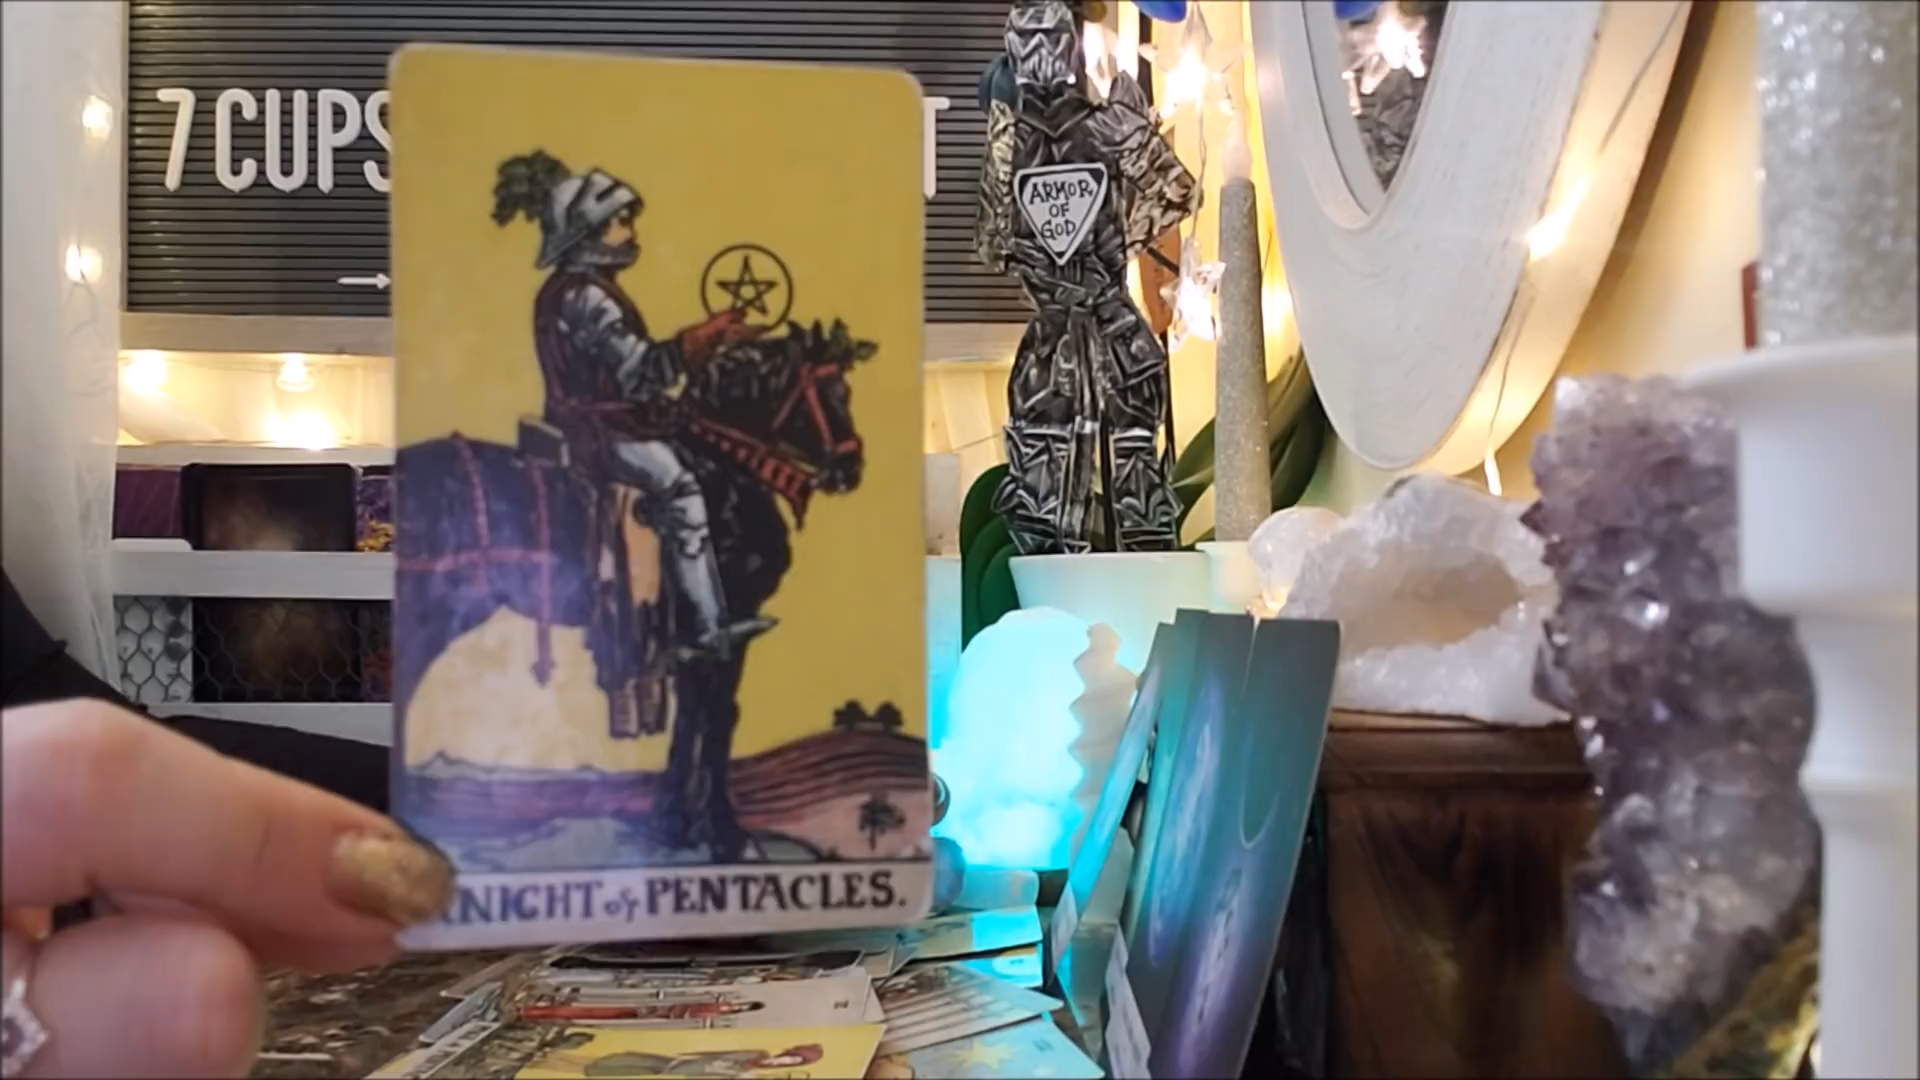 7 CUPS
ARMOR
OF
GOD
KNIGHT of PENTACLES.